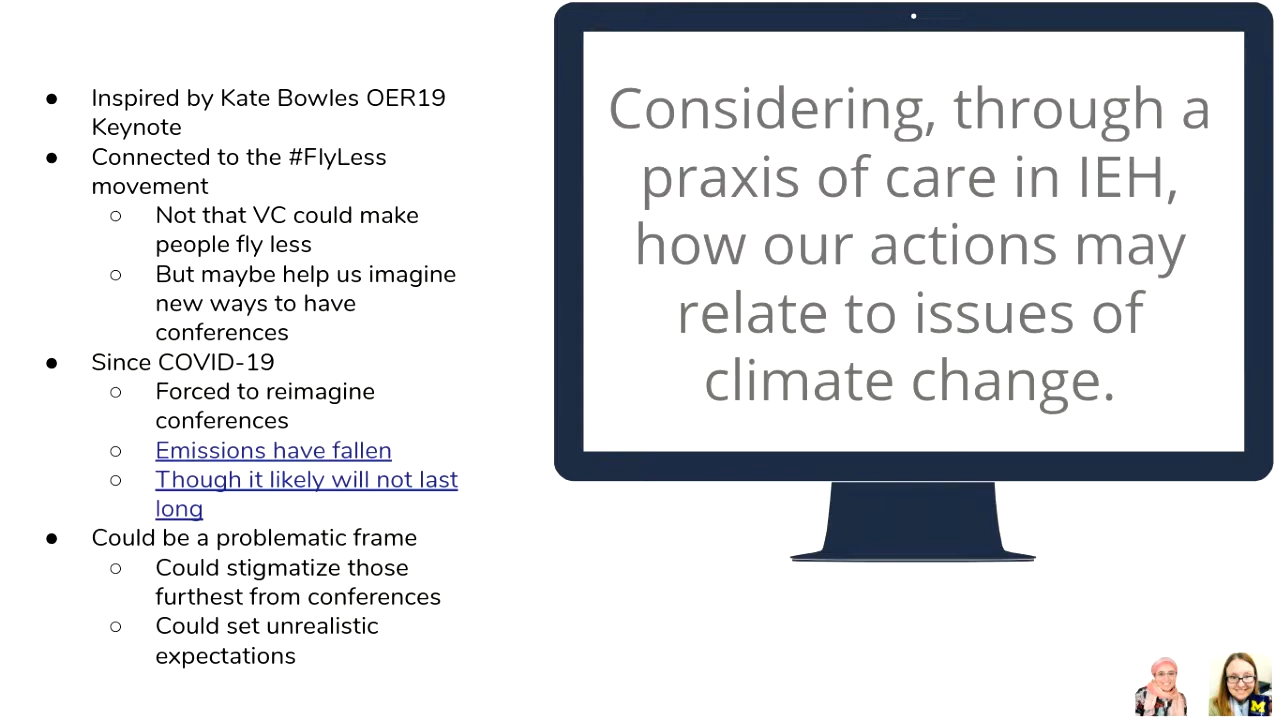 ● Inspired by Kate Bowles OER19
Keynote
● Connected to the #FlyLess
movement
○ Not that VC could make
people fly less
○ But maybe help us imagine
new ways to have
conferences
● Since COVID-19
○ Forced to reimagine
conferences
○ Emissions have fallen
○ Though it likely will not last
long
● Could be a problematic frame
○ Could stigmatize those
furthest from conferences
○ Could set unrealistic
expectations
Considering, through a
praxis of care in IEH,
how our actions may
relate to issues of
climate change.
M